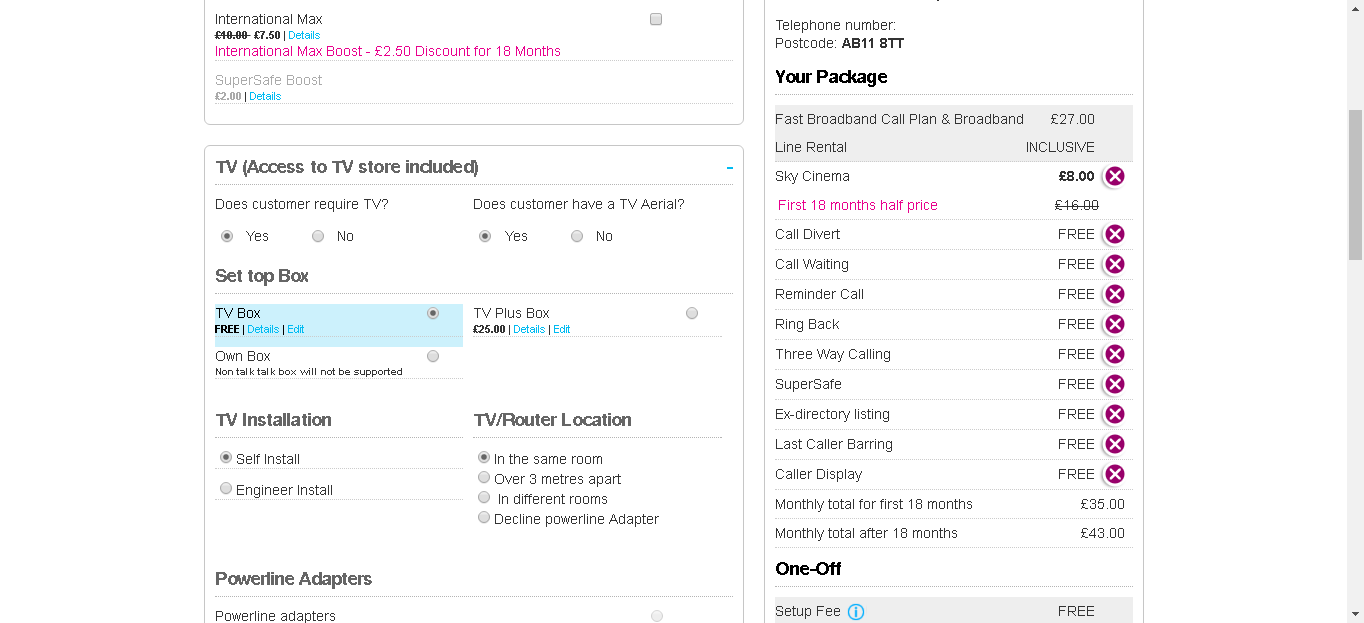 International Max
£10.00 £7.50 | Details
International Max Boost - £2.50 Discount for 18 Months
SuperSafe Boost
£2.00 | Details
TV (Access to TV store included)
-
Does customer require TV?
Does customer have a TV Aerial?
Yes
No
Yes
No
Set top Box
TV Box
FREE | Details | Edit
TV Plus Box
£25.00 | Details | Edit
Own Box
Non talk talk box will not be supported
TV Installation
Self Install
Engineer Install
TV/Router Location
In the same room
Over 3 metres apart
In different rooms
Decline powerline Adapter
Powerline Adapters
Powerline adapters
Telephone number:
Postcode: AB11 8TT
Your Package
Fast Broadband Call Plan & Broadband £27.00
Line Rental INCLUSIVE
Sky Cinema £8.00
First 18 months half price £16.00
Call Divert FREE
Call Waiting FREE
Reminder Call FREE
Ring Back FREE
Three Way Calling FREE
SuperSafe FREE
Ex-directory listing FREE
Last Caller Barring FREE
Caller Display FREE
Monthly total for first 18 months £35.00
Monthly total after 18 months £43.00
One-Off
Setup Fee FREE